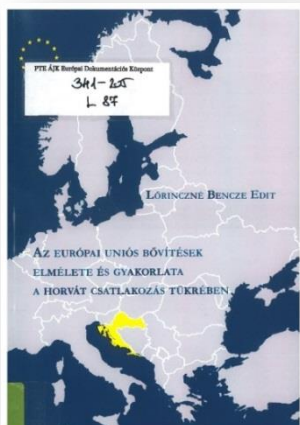 PTE ÁJK Európai Dokumentációs Központ
341-205
L 87
LŐRINCZNÉ BENCZE EDIT
AZ EURÓPAI UNIÓS BŐVÍTÉSEK
ELMÉLETE ÉS GYAKORLATA
A HORVÁT CSATLAKOZÁS TÜKRÉBEN